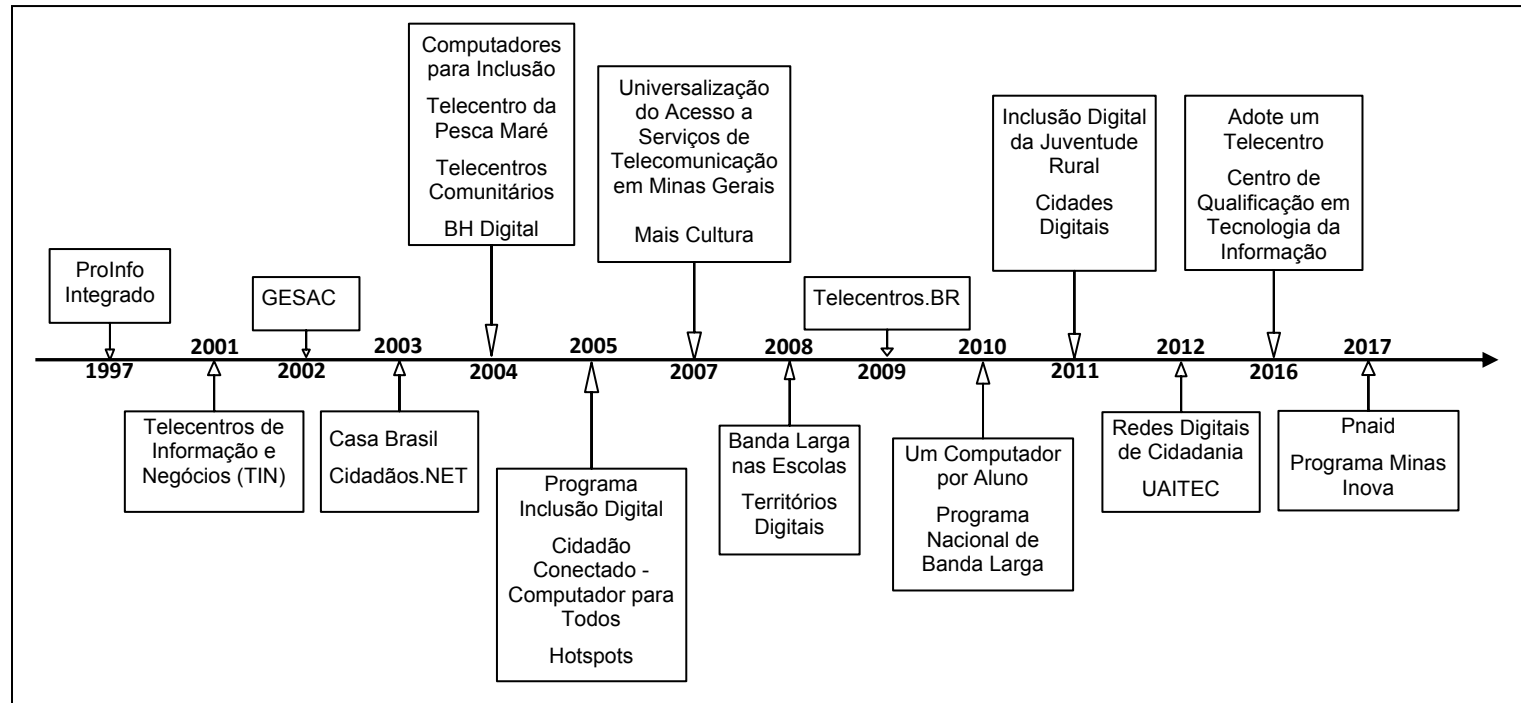 Computadores
para Inclusão
Telecentro da
Pesca Maré
Telecentros
Comunitários
BH Digital
Universalização
do Acesso a
Serviços de
Telecomunicação
em Minas Gerais
Mais Cultura
Inclusão Digital
da Juventude
Rural
Cidades
Digitais
Adote um
Telecentro
Centro de
Qualificação em
Tecnologia da
Informação
ProInfo
Integrado
GESAC
Telecentros.BR
2001
2003
2005
2008
2010
2012
2017
1997
2002
2004
2007
2009
2011
2016
Telecentros de
Informação e
Negócios (TIN)
Casa Brasil
Cidadãos.NET
Programa
Inclusão Digital
Cidadão
Conectado -
Computador para
Todos
Hotspots
Banda Larga
nas Escolas
Territórios
Digitais
Um Computador
por Aluno
Programa
Nacional de
Banda Larga
Redes Digitais
de Cidadania
UAITEC
Pnaid
Programa Minas
Inova